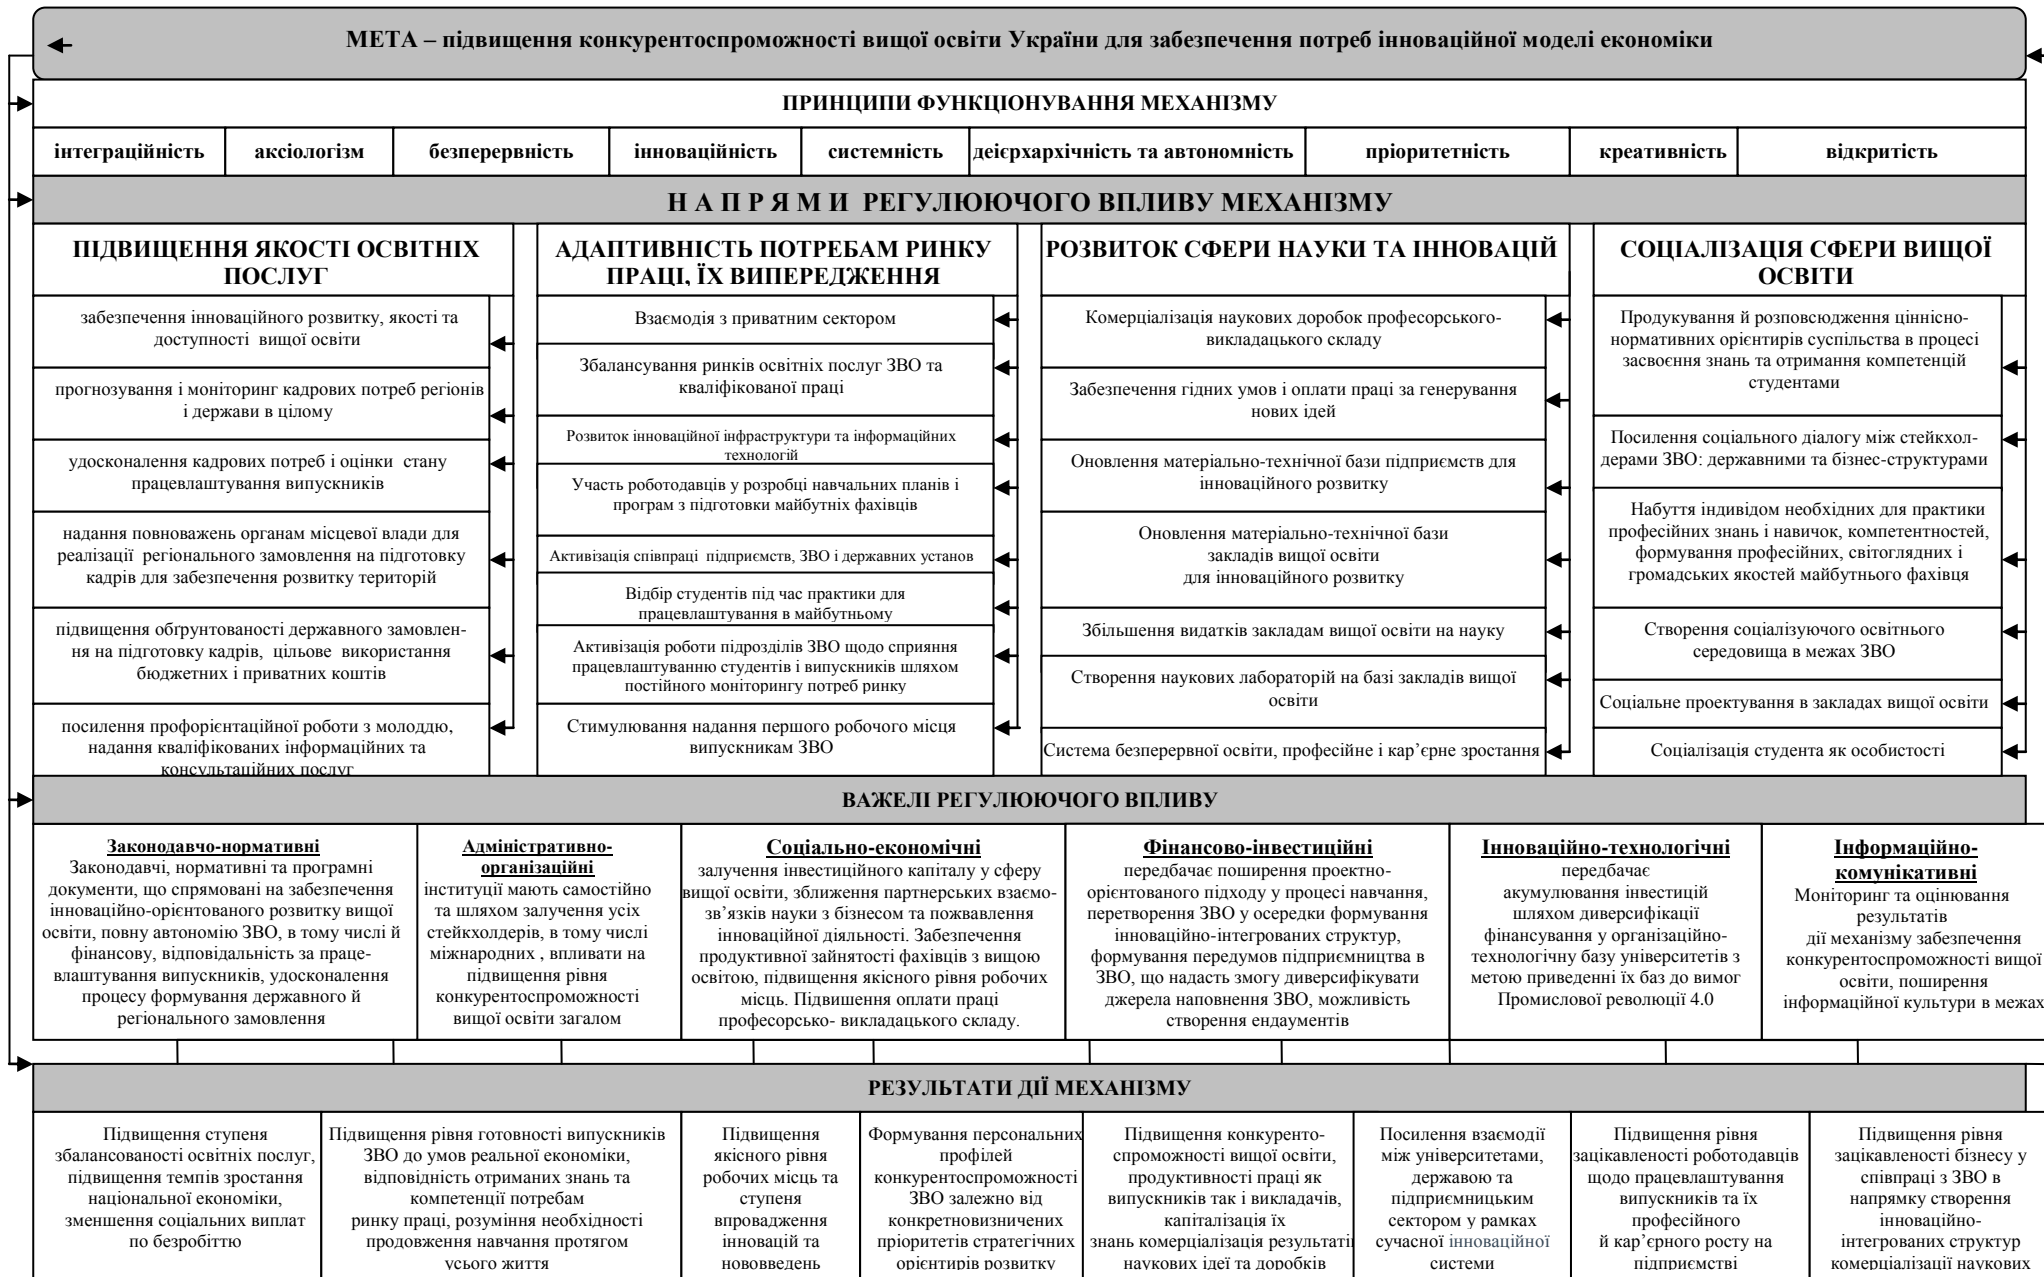 МЕТА – підвищення конкурентоспроможності вищої освіти України для забезпечення потреб інноваційної моделі економіки
ПРИНЦИПИ ФУНКЦІОНУВАННЯ МЕХАНІЗМУ
інтеграційність
аксіологізм
безперервність
інноваційність
системність
деієрхархічність та автономність
пріоритетність
креативність
відкритість
Н А П Р Я М И РЕГУЛЮЮЧОГО ВПЛИВУ МЕХАНІЗМУ
ПІДВИЩЕННЯ ЯКОСТІ ОСВІТНІХ
ПОСЛУГ
забезпечення інноваційного розвитку, якості та
доступності вищої освіти
прогнозування і моніторинг кадрових потреб регіонів
і держави в цілому
удосконалення кадрових потреб і оцінки стану
працевлаштування випускників
надання повноважень органам місцевої влади для
реалізації регіонального замовлення на підготовку
кадрів для забезпечення розвитку територій
підвищення обґрунтованості державного замовлен-
ня на підготовку кадрів, цільове використання
бюджетних і приватних коштів
посилення профорієнтаційної роботи з молоддю,
надання кваліфікованих інформаційних та
консультаційних послуг
АДАПТИВНІСТЬ ПОТРЕБАМ РИНКУ
ПРАЦІ, ЇХ ВИПЕРЕДЖЕННЯ
Взаємодія з приватним сектором
Збалансування ринків освітніх послуг ЗВО та
кваліфікованої праці
Розвиток інноваційної інфраструктури та інформаційних
технологій
Участь роботодавців у розробці навчальних планів і
програм з підготовки майбутніх фахівців
Активізація співпраці підприємств, ЗВО і державних установ
Відбір студентів під час практики для
працевлаштування в майбутньому
Активізація роботи підрозділів ЗВО щодо сприяння
працевлаштуванню студентів і випускників шляхом
постійного моніторингу потреб ринку
Стимулювання надання першого робочого місця
випускникам ЗВО
РОЗВИТОК СФЕРИ НАУКИ ТА ІННОВАЦІЙ
Комерціалізація наукових доробок професорського-
викладацького складу
Забезпечення гідних умов і оплати праці за генерування
нових ідей
Оновлення матеріально-технічної бази підприємств для
інноваційного розвитку
Оновлення матеріально-технічної бази
закладів вищої освіти
для інноваційного розвитку
Збільшення видатків закладам вищої освіти на науку
Створення наукових лабораторій на базі закладів вищої
освіти
Система безперервної освіти, професійне і кар’єрне зростання
СОЦІАЛІЗАЦІЯ СФЕРИ ВИЩОЇ
ОСВІТИ
Продукування й розповсюдження ціннісно-
нормативних орієнтирів суспільства в процесі
засвоєння знань та отримання компетенцій
студентами
Посилення соціального діалогу між стейкхол-
дерами ЗВО: державними та бізнес-структурами
Набуття індивідом необхідних для практики
професійних знань і навичок, компетентностей,
формування професійних, світоглядних і
громадських якостей майбутнього фахівця
Створення соціалізуючого освітнього
середовища в межах ЗВО
Соціальне проектування в закладах вищої освіти
Соціалізація студента як особистості
ВАЖЕЛІ РЕГУЛЮЮЧОГО ВПЛИВУ
Законодавчо-нормативні
Законодавчі, нормативні та програмні
документи, що спрямовані на забезпечення
інноваційно-орієнтованого розвитку вищої
освіти, повну автономію ЗВО, в тому числі й
фінансову, відповідальність за праце-
влаштування випускників, удосконалення
процесу формування державного й
регіонального замовлення
Адміністративно-
організаційні
інституції мають самостійно
та шляхом залучення усіх
стейкхолдерів, в тому числі
міжнародних , впливати на
підвищення рівня
конкурентоспроможності
вищої освіти загалом
Соціально-економічні
залучення інвестиційного капіталу у сферу
вищої освіти, зближення партнерських взаємо-
зв’язків науки з бізнесом та пожвавлення
інноваційної діяльності. Забезпечення
продуктивної зайнятості фахівців з вищою
освітою, підвищення якісного рівня робочих
місць. Підвишення оплати праці
професорсько- викладацького складу.
Фінансово-інвестиційні
передбачає поширення проектно-
орієнтованого підходу у процесі навчання,
перетворення ЗВО у осередки формування
інноваційно-інтегрованих структур,
формування передумов підприємництва в
ЗВО, що надасть змогу диверсифікувати
джерела наповнення ЗВО, можливість
створення ендаументів
Інноваційно-технологічні
передбачає
акумулювання інвестицій
шляхом диверсифікації
фінансування у організаційно-
технологічну базу університетів з
метою приведенні їх баз до вимог
Промислової революції 4.0
Інформаційно-
комунікативні
Моніторинг та оцінювання
результатів
дії механізму забезпечення
конкурентоспроможності вищої
освіти, поширення
інформаційної культури в межах
РЕЗУЛЬТАТИ ДІЇ МЕХАНІЗМУ
Підвищення ступеня
збалансованості освітніх послуг,
підвищення темпів зростання
національної економіки,
зменшення соціальних виплат
по безробіттю
Підвищення рівня готовності випускників
ЗВО до умов реальної економіки,
відповідність отриманих знань та
компетенції потребам
ринку праці, розуміння необхідності
продовження навчання протягом
усього життя
Підвищення
якісного рівня
робочих місць та
ступеня
впровадження
інновацій та
нововведень
Формування персональних
профілей
конкурентоспроможності
ЗВО залежно від
конкретновизначених
пріоритетів стратегічних
орієнтирів розвитку
Підвищення конкуренто-
спроможності вищої освіти,
продуктивності праці як
випускників так і викладачів,
капіталізація їх
знань комерціалізація результаті
наукових ідеї та доробків
Посилення взаємодії
між університетами,
державою та
підприємницьким
сектором у рамках
сучасної інноваційної
системи
Підвищення рівня
зацікавленості роботодавців
щодо працевлаштування
випускників та їх
професійного
й кар’єрного росту на
підприємстві
Підвищення рівня
зацікавленості бізнесу у
співпраці з ЗВО в
напрямку створення
інноваційно-
інтегрованих структур
комерціалізації наукових